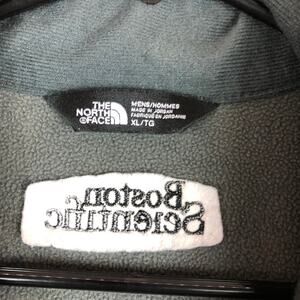 THE
NORTH
FACE
MENS/HOMMES
MADE IN JORDAN
FABRIQUÉ EN JORDANIE
XL/TG
Boston
Scientific